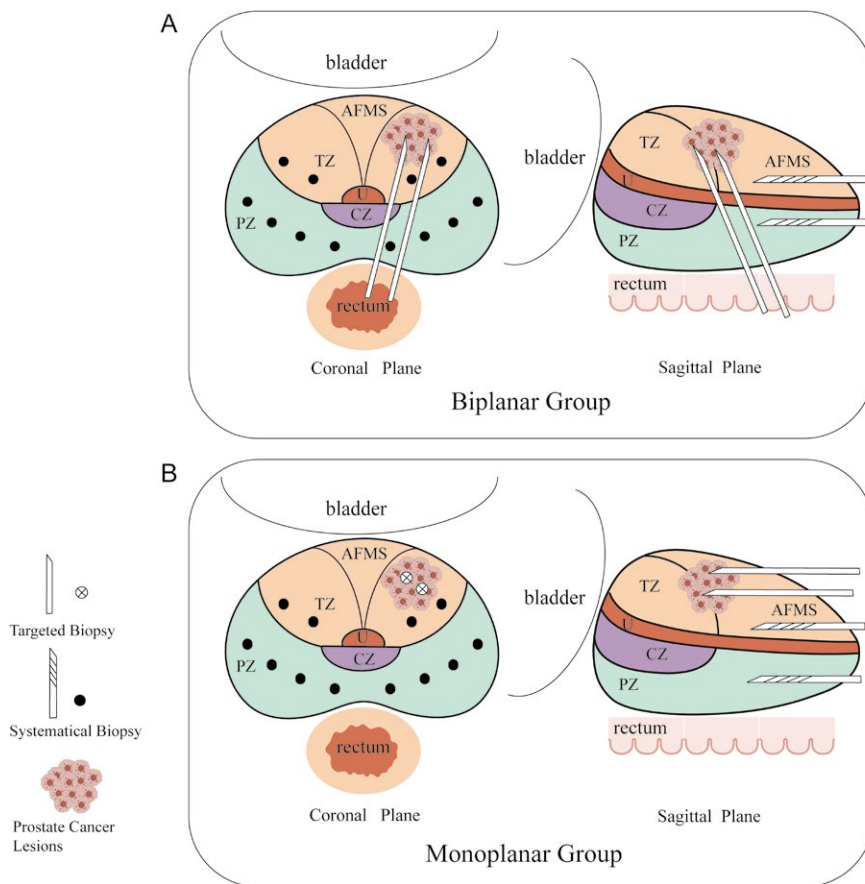 A
bladder
AFMS
TZ
U
CZ
PZ
rectum
Coronal Plane
bladder
TZ
AFMS
U
CZ
PZ
rectum
Sagittal Plane
Biplanar Group
B
bladder
AFMS
TZ
U
CZ
PZ
rectum
Coronal Plane
bladder
TZ
AFMS
U
CZ
PZ
rectum
Sagittal Plane
Monoplanar Group
Targeted Biopsy
Systematical Biopsy
Prostate Cancer
Lesions